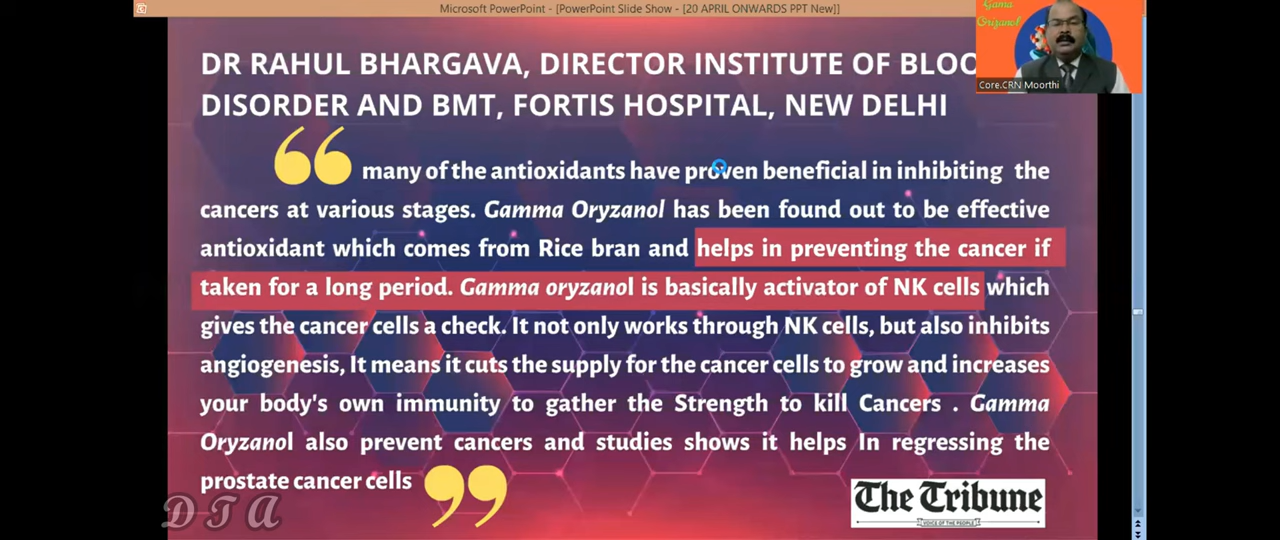 Microsoft PowerPoint - [PowerPoint Slide Show - [20 APRIL ONWARDS PPT New]]
Gama
Orizanol
Core.CRN Moorthi
DR RAHUL BHARGAVA, DIRECTOR INSTITUTE OF BLOO
DISORDER AND BMT, FORTIS HOSPITAL, NEW DELHI
“ many of the antioxidants have proven beneficial in inhibiting the
cancers at various stages. Gamma Oryzanol has been found out to be effective
antioxidant which comes from Rice bran and helps in preventing the cancer if
taken for a long period. Gamma oryzanol is basically activator of NK cells which
gives the cancer cells a check. It not only works through NK cells, but also inhibits
angiogenesis, It means it cuts the supply for the cancer cells to grow and increases
your body's own immunity to gather the Strength to kill Cancers . Gamma
Oryzanol also prevent cancers and studies shows it helps In regressing the
prostate cancer cells ”
The Tribune
VOICE OF THE PEOPLE
DTA